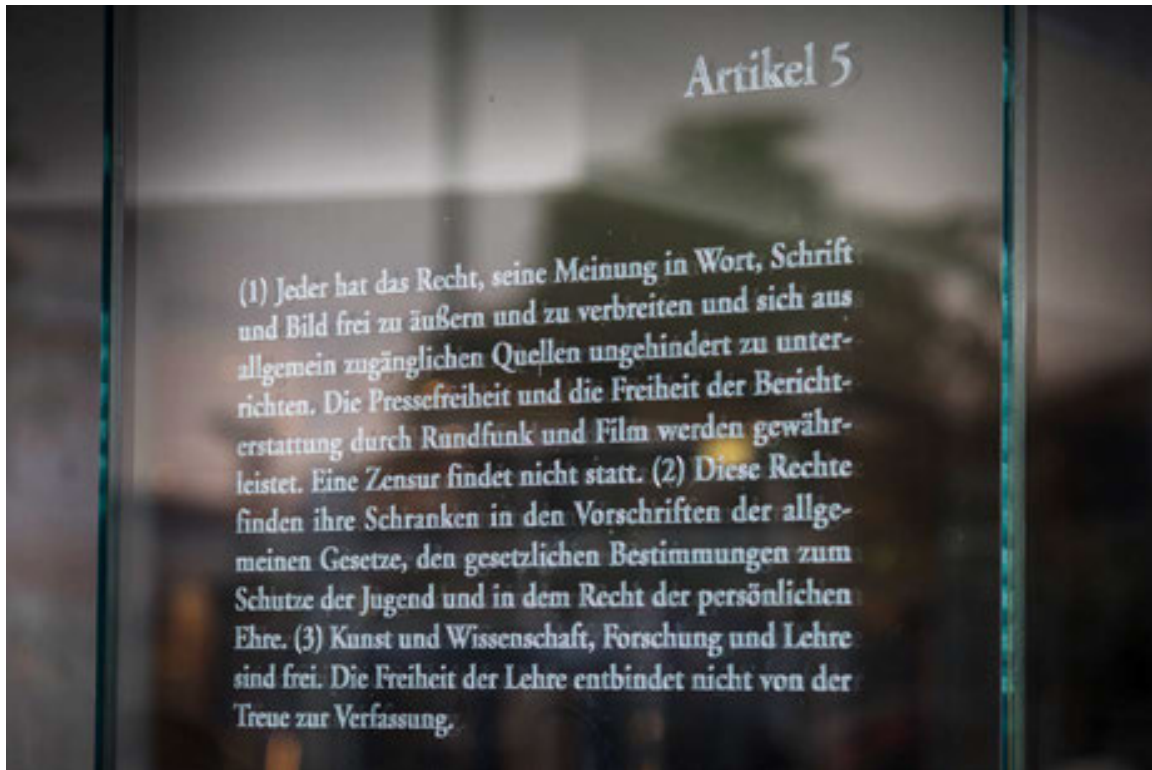 Artikel 5
(1) Jeder hat das Recht, seine Meinung in Wort, Schrift
und Bild frei zu äußern und zu verbreiten und sich aus
allgemein zugänglichen Quellen ungehindert zu unter-
richten. Die Pressefreiheit und die Freiheit der Bericht-
erstattung durch Rundfunk und Film werden gewähr-
leistet. Eine Zensur findet nicht statt. (2) Diese Rechte
finden ihre Schranken in den Vorschriften der allge-
meinen Gesetze, den gesetzlichen Bestimmungen zum
Schutze der Jugend und in dem Recht der persönlichen
Ehre. (3) Kunst und Wissenschaft, Forschung und Lehre
sind frei. Die Freiheit der Lehre entbindet nicht von der
Treue zur Verfassung.